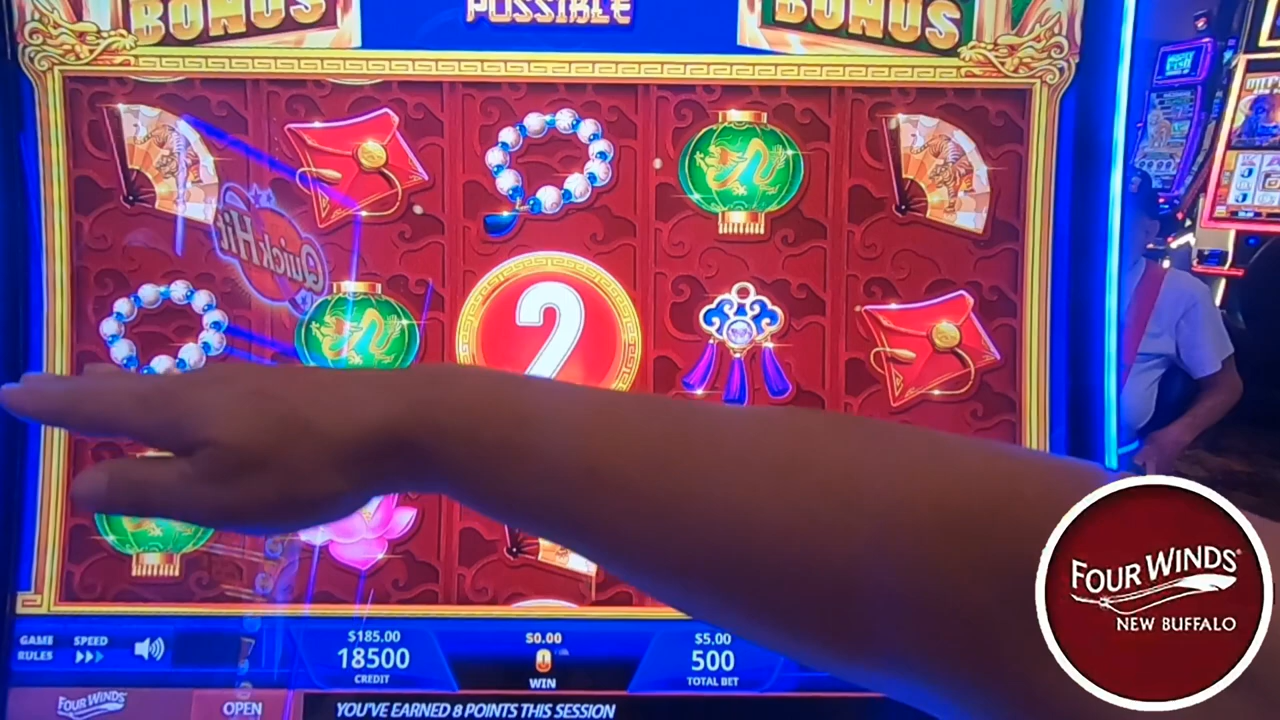 BONUS
POSSIBLE
BONUS
Quick Hit
2
GAME
RULES
SPEED
$185.00
18500
CREDIT
$0.00
0
WIN
$5.00
500
TOTAL BET
FOUR WINDS
OPEN
YOU'VE EARNED 8 POINTS THIS SESSION
FOUR WINDS®
NEW BUFFALO